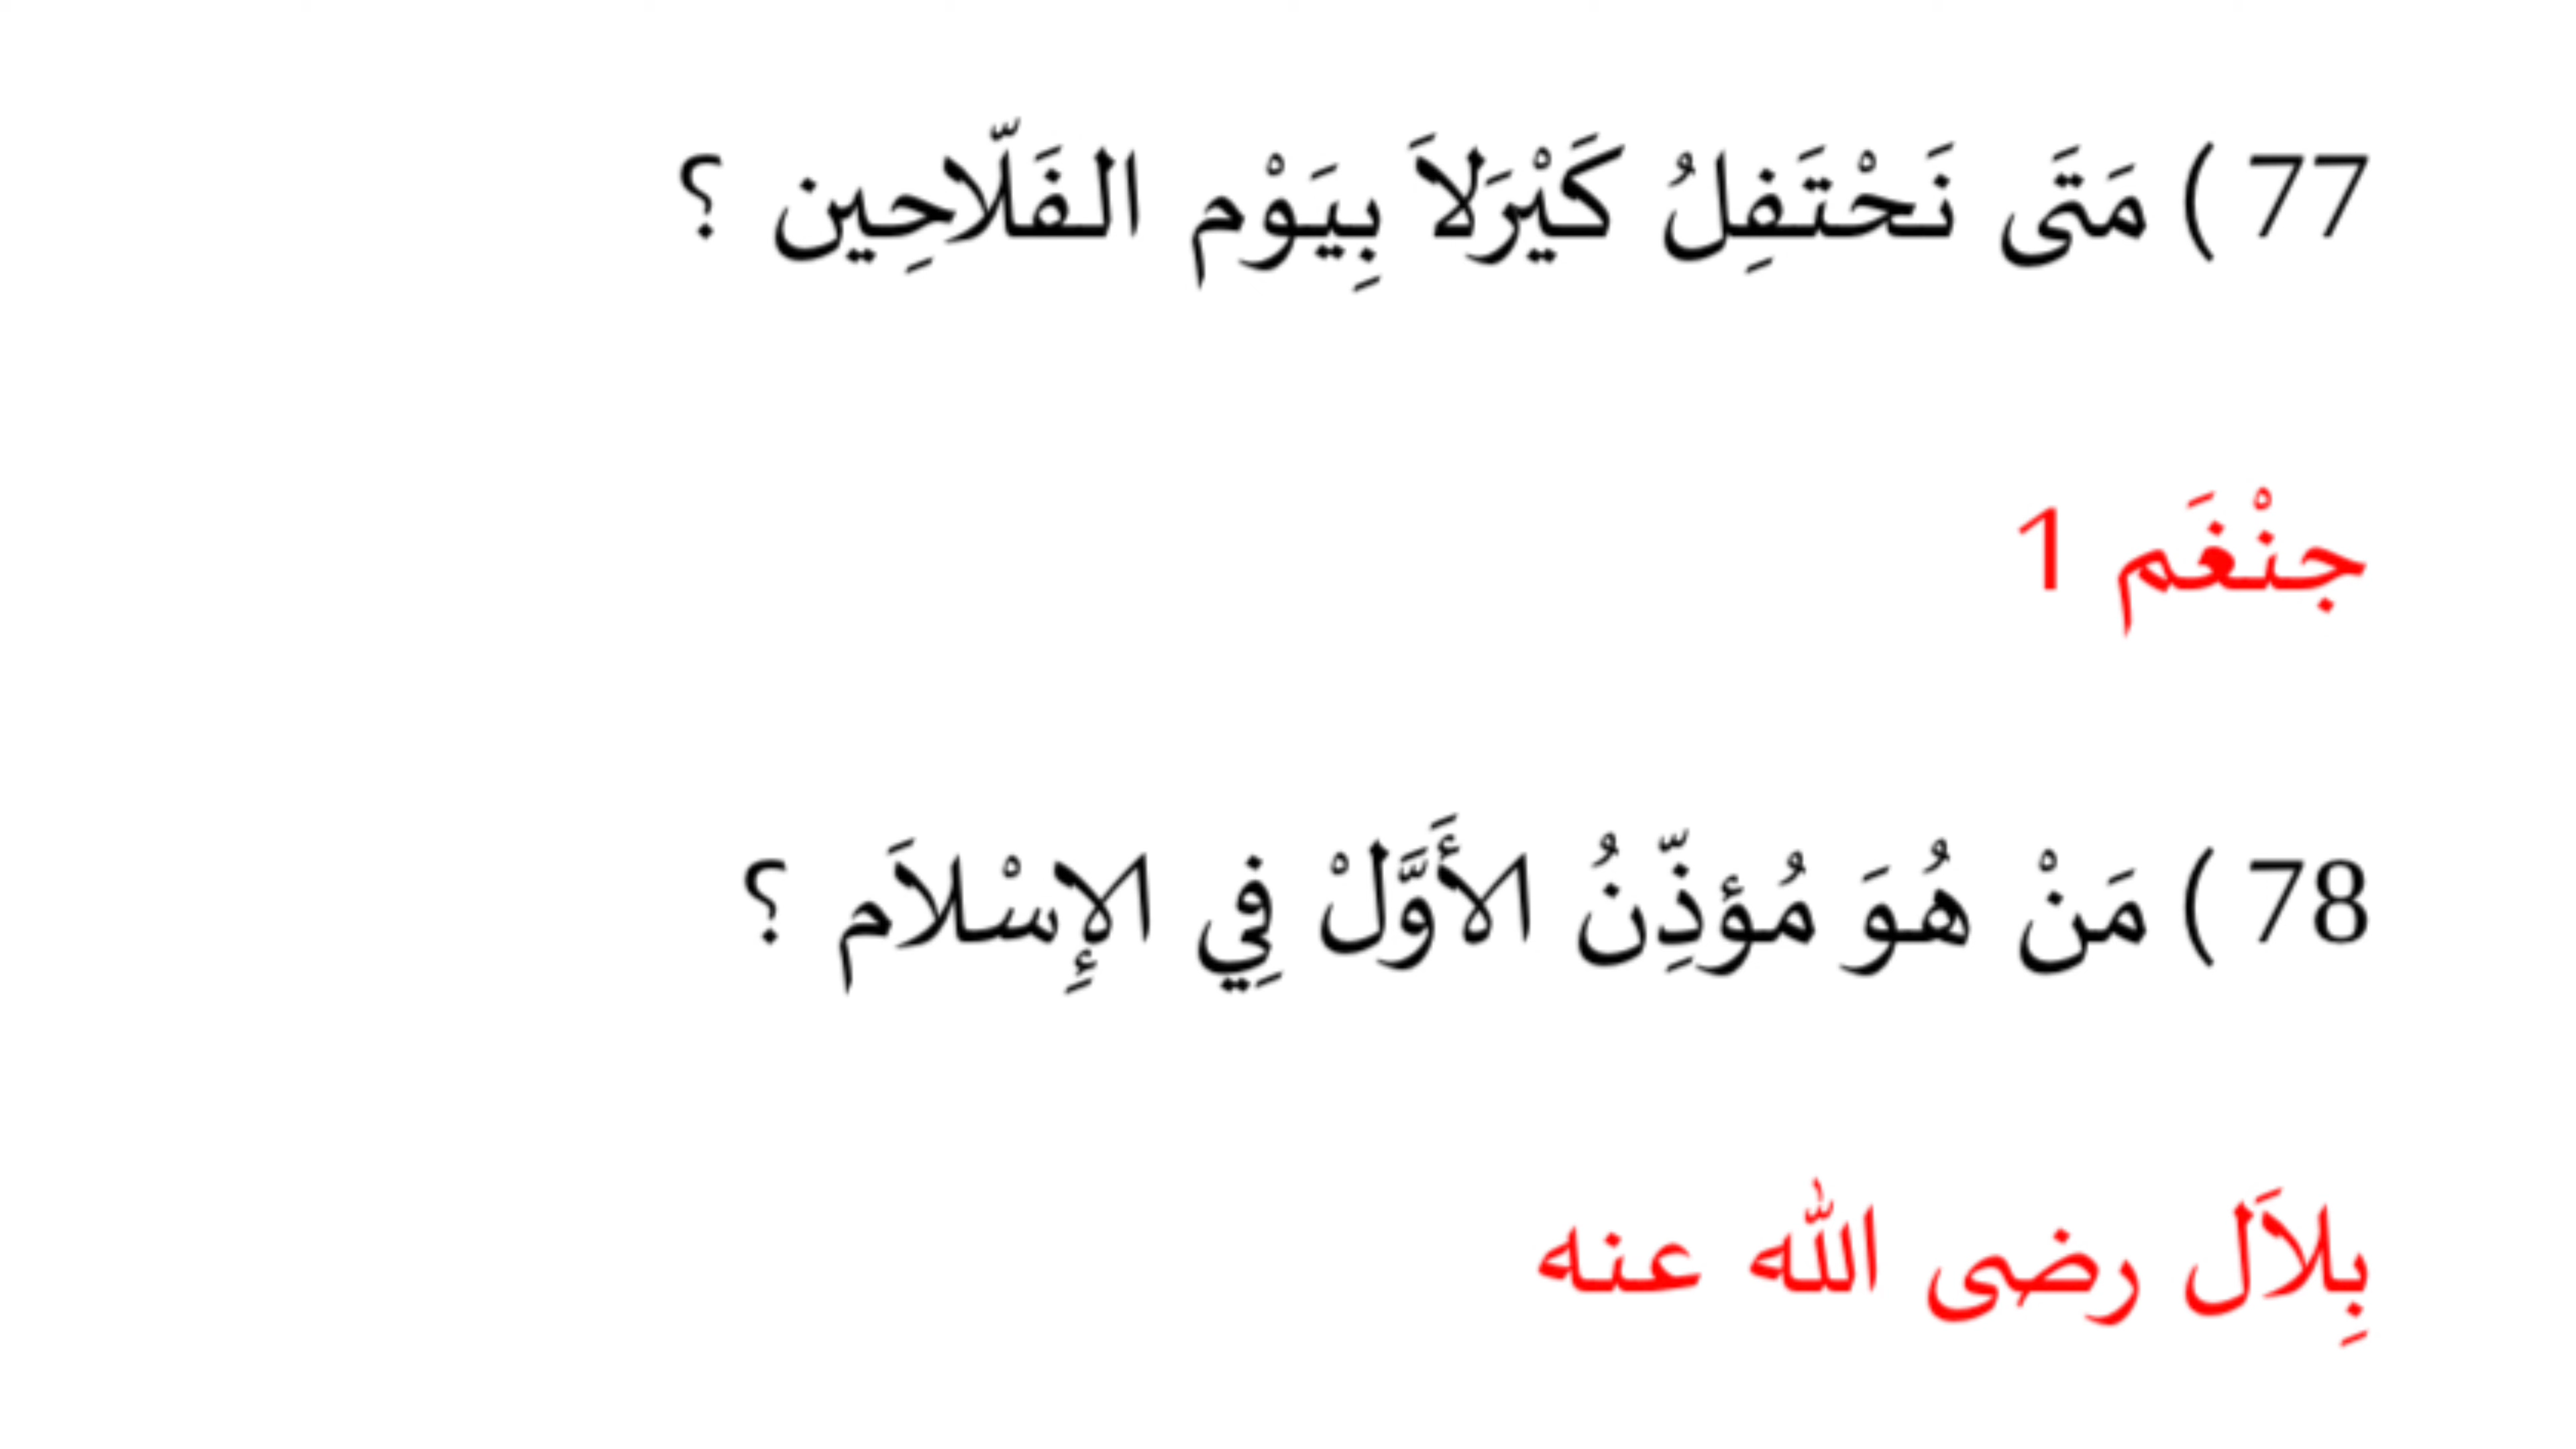 77 ) مَتَى نَحْتَفِلُ كَيْرَلاَ بِيَوْم الفَلّاحِين ؟
جنْغَم 1
78 ) مَنْ هُوَ مُؤذِّنُ الأَوَّلْ فِي الإِسْلاَم ؟
بِلاَل رضى الله عنه